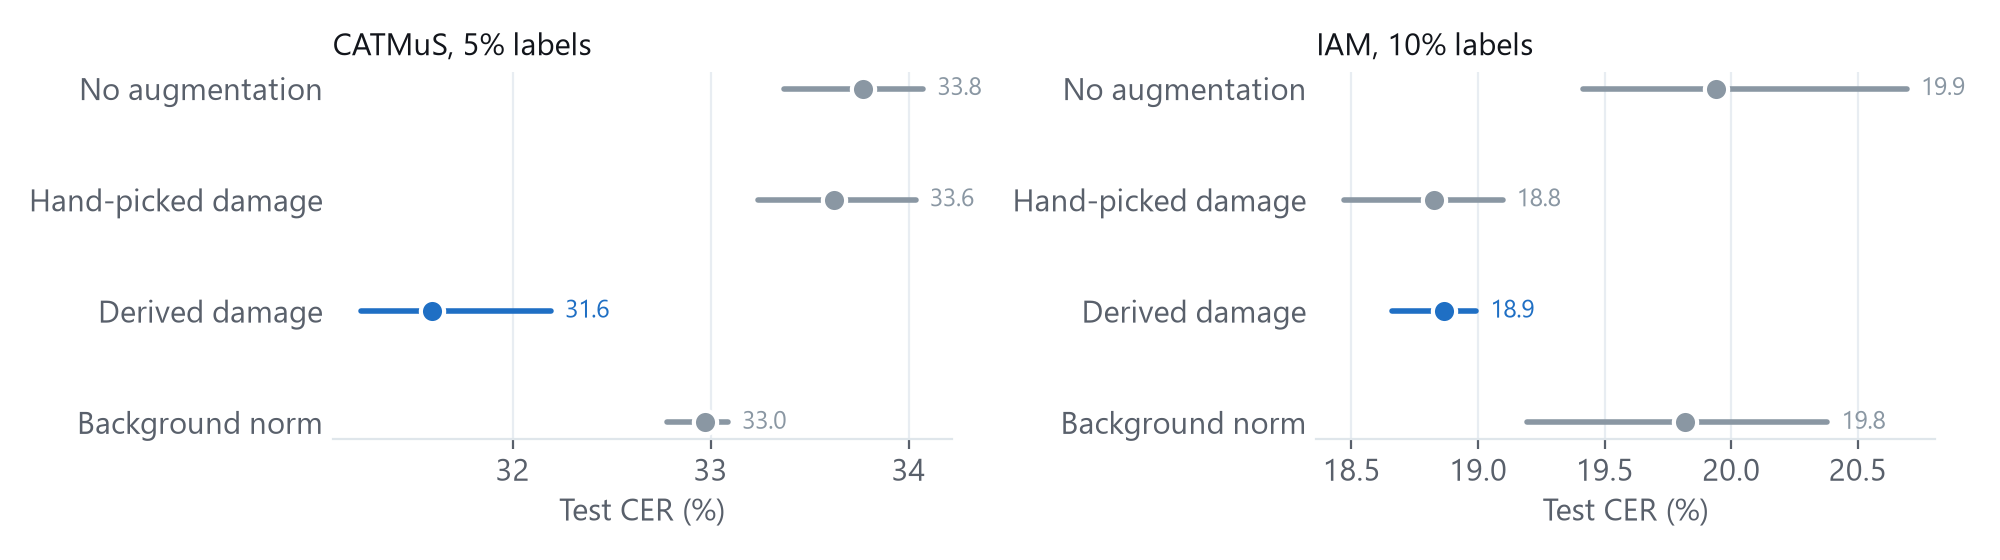 CATMuS, 5% labels
No augmentation 33.8
Hand-picked damage 33.6
Derived damage 31.6
Background norm 33.0
32 33 34
Test CER (%)
IAM, 10% labels
No augmentation 19.9
Hand-picked damage 18.8
Derived damage 18.9
Background norm 19.8
18.5 19.0 19.5 20.0 20.5
Test CER (%)